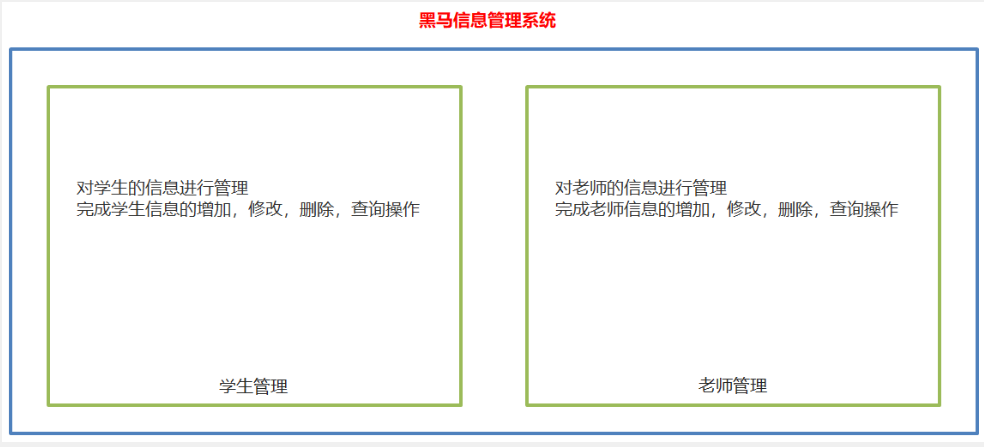 黑马信息管理系统
对学生的信息进行管理
完成学生信息的增加，修改，删除，查询操作
学生管理
对老师的信息进行管理
完成老师信息的增加，修改，删除，查询操作
老师管理